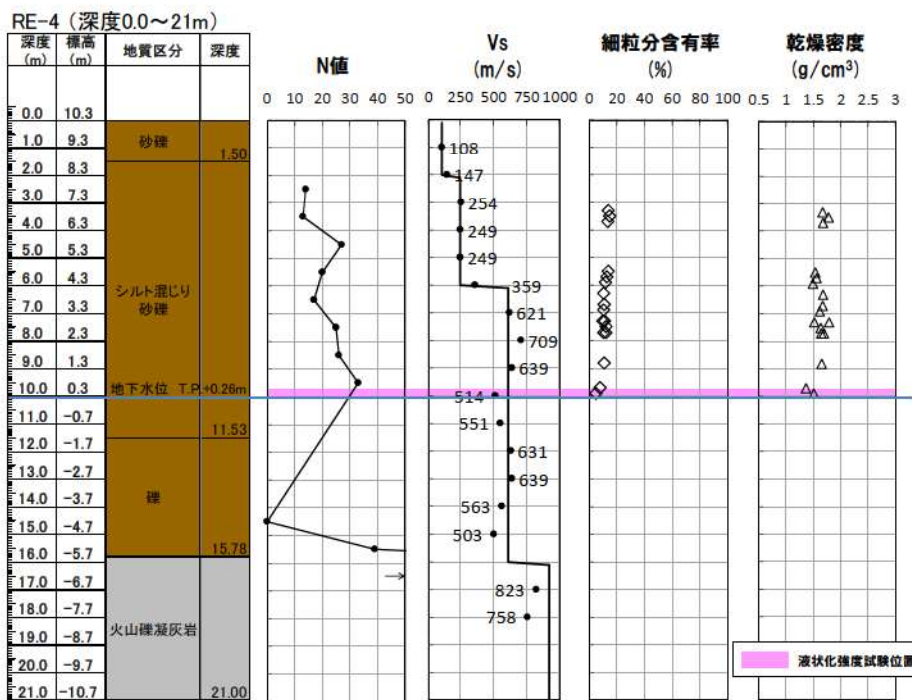 RE-4 (深度0.0～21m)
深度 標高 地質区分 深度 N値 Vs 細粒分含有率 乾燥密度
(m) (m) (m/s) (%) (g/cm³)
0 10 20 30 40 50 0 250 500 750 1000 0 20 40 60 80 100 0.5 1 1.5 2 2.5 3
0.0 10.3
1.0 9.3 砂礫 1.50 108
2.0 8.3 147
3.0 7.3 254
4.0 6.3 249
5.0 5.3 249
6.0 4.3 シルト混じり 359
7.0 3.3 砂礫 621
8.0 2.3 709
9.0 1.3 639
10.0 0.3 地下水位 T.P.+0.26m 514
11.0 -0.7 11.53 551
12.0 -1.7 631
13.0 -2.7 639
14.0 -3.7 礫 563
15.0 -4.7 503
16.0 -5.7 15.78
17.0 -6.7 823
18.0 -7.7 758
19.0 -8.7 火山礫凝灰岩
20.0 -9.7 液状化強度試験位置
21.0 -10.7 21.00